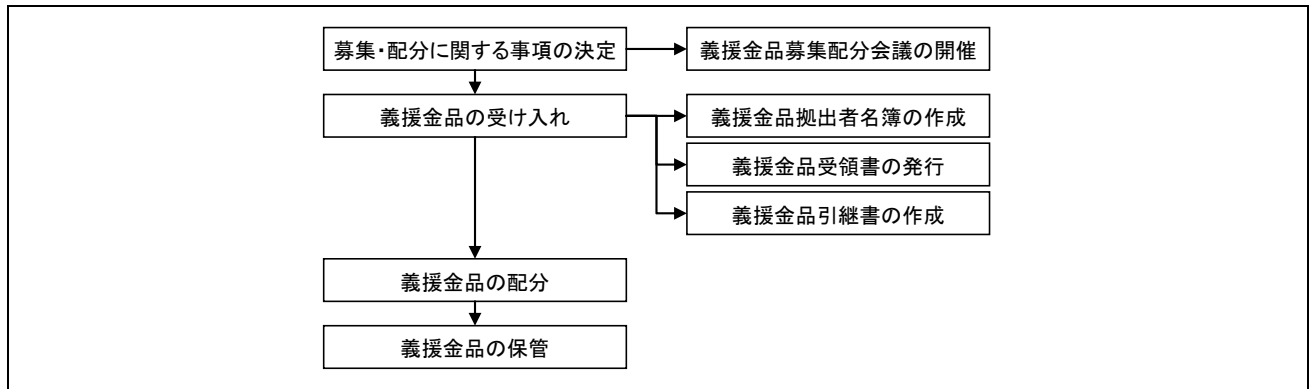 募集・配分に関する事項の決定
義援金品募集配分会議の開催
義援金品の受け入れ
義援金品拠出者名簿の作成
義援金品受領書の発行
義援金品引継書の作成
義援金品の配分
義援金品の保管